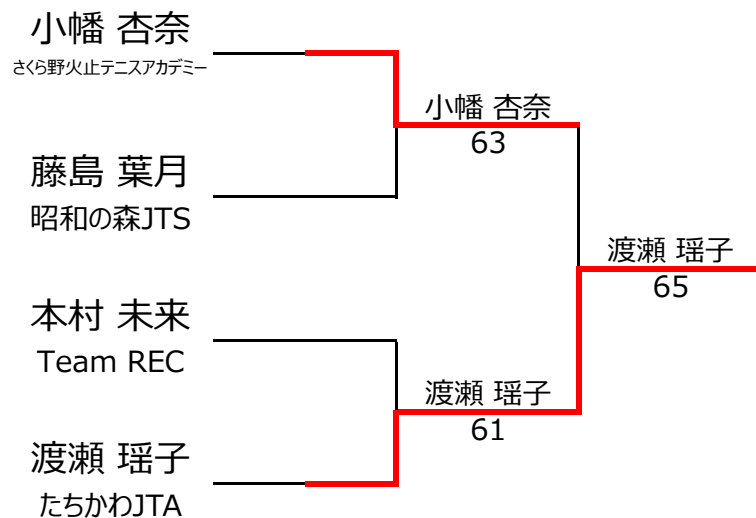 小幡 杏奈
さくら野火止テニスアカデミー
小幡 杏奈
63
藤島 葉月
昭和の森JTS
渡瀬 瑶子
65
本村 未来
Team REC
渡瀬 瑶子
61
渡瀬 瑶子
たちかわJTA